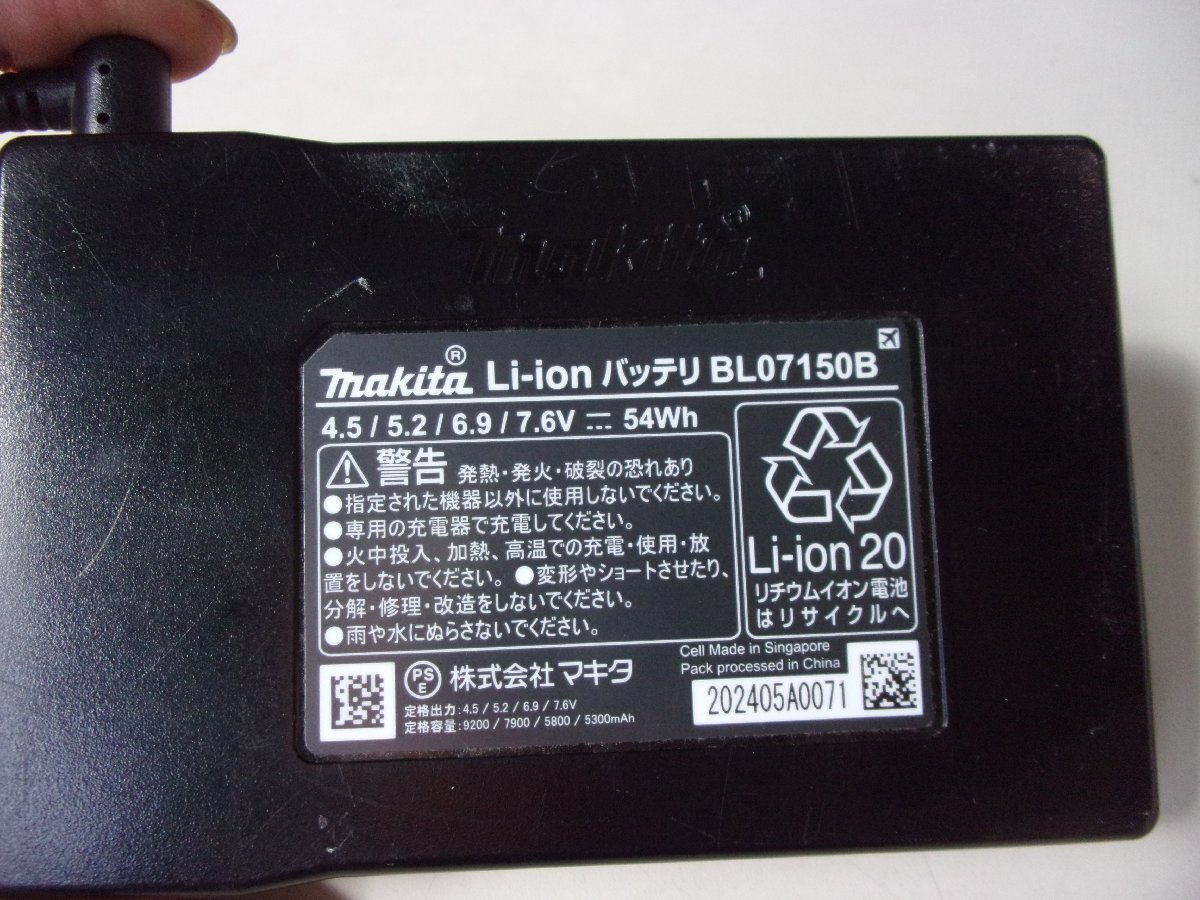 makita®
makita® Li-ion バッテリ BL07150B
4.5 / 5.2 / 6.9 / 7.6V ⎓ 54Wh
警告 発熱・発火・破裂の恐れあり
●指定された機器以外に使用しないでください。
●専用の充電器で充電してください。
●火中投入、加熱、高温での充電・使用・放
置をしないでください。 ●変形やショートさせたり、
分解・修理・改造をしないでください。
●雨や水にぬらさないでください。
Li-ion 20
リチウムイオン電池
はリサイクルへ
PS
E
株式会社 マキタ
定格出力:4.5 / 5.2 / 6.9 / 7.6V
定格容量:9200 / 7900 / 5800 / 5300mAh
Cell Made in Singapore
Pack processed in China
202405A0071